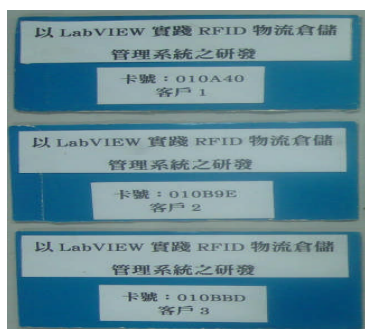 以 LabVIEW 實踐 RFID 物流倉儲
管理系統之研發
卡號：010A40
客戶 1
以 LabVIEW 實踐 RFID 物流倉儲
管理系統之研發
卡號：010B9E
客戶 2
以 LabVIEW 實踐 RFID 物流倉儲
管理系統之研發
卡號：010BBD
客戶 3